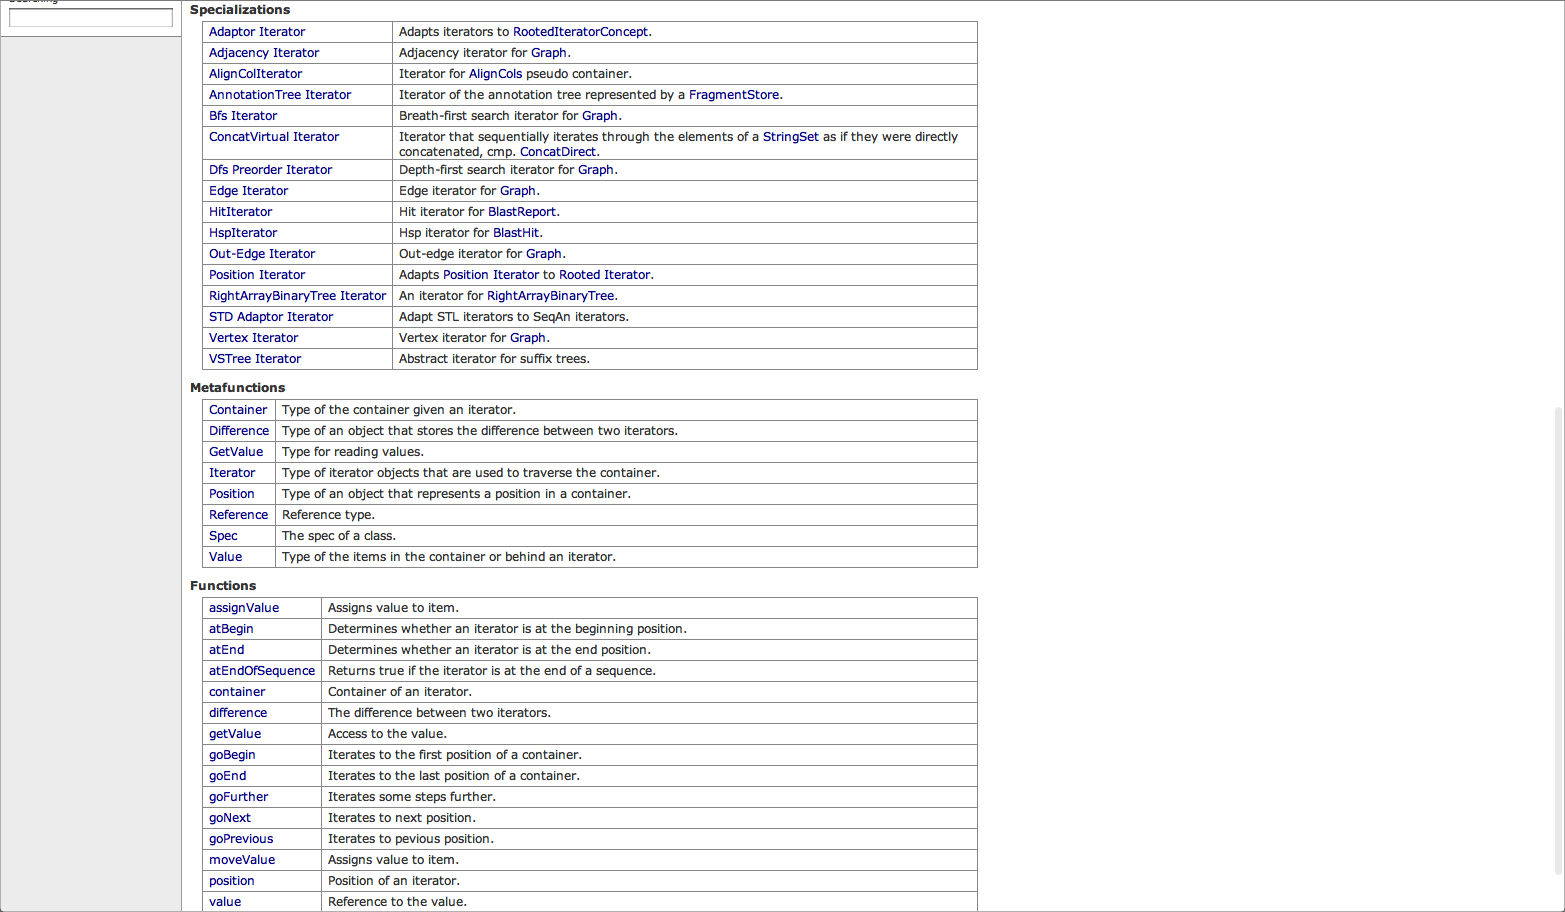 Specializations
Adaptor Iterator Adapts iterators to RootedIteratorConcept.
Adjacency Iterator Adjacency iterator for Graph.
AlignColIterator Iterator for AlignCols pseudo container.
AnnotationTree Iterator Iterator of the annotation tree represented by a FragmentStore.
Bfs Iterator Breath-first search iterator for Graph.
ConcatVirtual Iterator Iterator that sequentially iterates through the elements of a StringSet as if they were directly
concatenated, cmp. ConcatDirect.
Dfs Preorder Iterator Depth-first search iterator for Graph.
Edge Iterator Edge iterator for Graph.
HitIterator Hit iterator for BlastReport.
HspIterator Hsp iterator for BlastHit.
Out-Edge Iterator Out-edge iterator for Graph.
Position Iterator Adapts Position Iterator to Rooted Iterator.
RightArrayBinaryTree Iterator An iterator for RightArrayBinaryTree.
STD Adaptor Iterator Adapt STL iterators to SeqAn iterators.
Vertex Iterator Vertex iterator for Graph.
VSTree Iterator Abstract iterator for suffix trees.
Metafunctions
Container Type of the container given an iterator.
Difference Type of an object that stores the difference between two iterators.
GetValue Type for reading values.
Iterator Type of iterator objects that are used to traverse the container.
Position Type of an object that represents a position in a container.
Reference Reference type.
Spec The spec of a class.
Value Type of the items in the container or behind an iterator.
Functions
assignValue Assigns value to item.
atBegin Determines whether an iterator is at the beginning position.
atEnd Determines whether an iterator is at the end position.
atEndOfSequence Returns true if the iterator is at the end of a sequence.
container Container of an iterator.
difference The difference between two iterators.
getValue Access to the value.
goBegin Iterates to the first position of a container.
goEnd Iterates to the last position of a container.
goFurther Iterates some steps further.
goNext Iterates to next position.
goPrevious Iterates to pevious position.
moveValue Assigns value to item.
position Position of an iterator.
value Reference to the value.